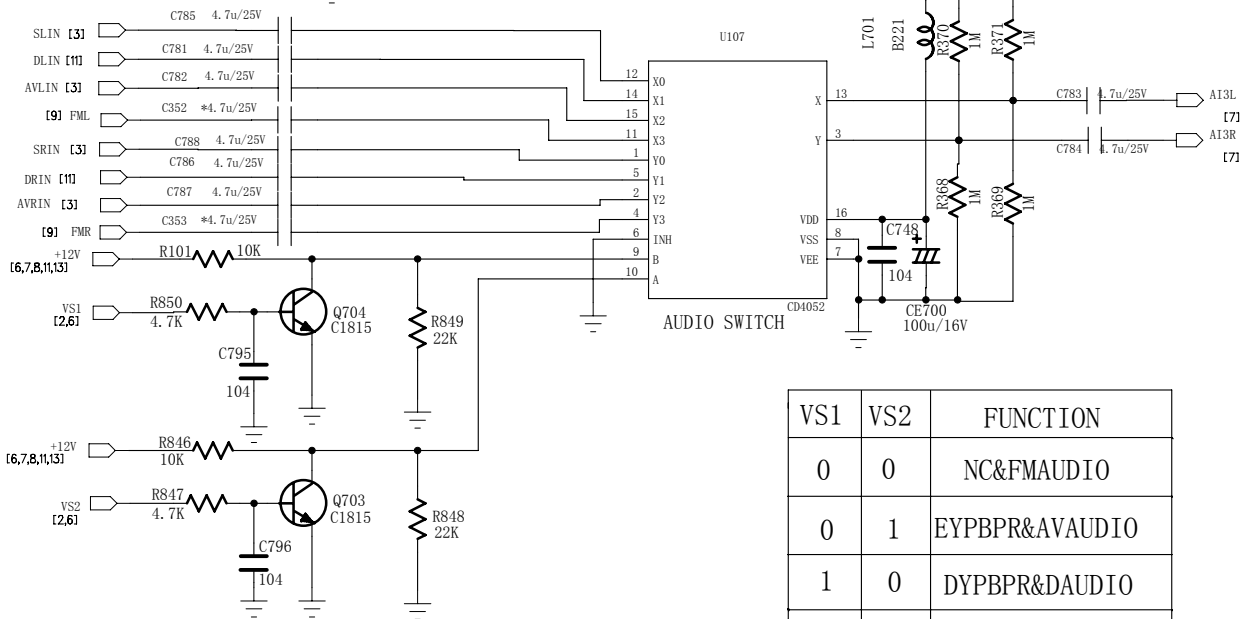 C785 4.7u/25V
SLIN [3]
C781 4.7u/25V
DLIN [11]
C782 4.7u/25V
AVLIN [3]
C352 *4.7u/25V
[9] FML
C788 4.7u/25V
SRIN [3]
C786 4.7u/25V
DRIN [11]
C787 4.7u/25V
AVRIN [3]
C353 *4.7u/25V
[9] FMR
+12V
[6,7,8,11,13]
R101 10K
VS1
[2,6]
R850
4.7K
Q704
C1815
C795
104
R849
22K
+12V
[6,7,8,11,13]
R846
10K
VS2
[2,6]
R847
4.7K
Q703
C1815
C796
104
R848
22K
U107
12 X0
14 X1
15 X2
11 X3
1 Y0
5 Y1
2 Y2
4 Y3
6 INH
9 B
10 A
X 13
Y 3
VDD 16
VSS 8
VEE 7
CD4052
AUDIO SWITCH
L701
B221
R370
1M
R371
1M
C783 4.7u/25V
AI3L
[7]
C784 4.7u/25V
AI3R
[7]
R368
1M
R369
1M
C748
104
+
CE700
100u/16V
VS1 VS2 FUNCTION
0 0 NC&FMAUDIO
0 1 EYPBPR&AVAUDIO
1 0 DYPBPR&DAUDIO